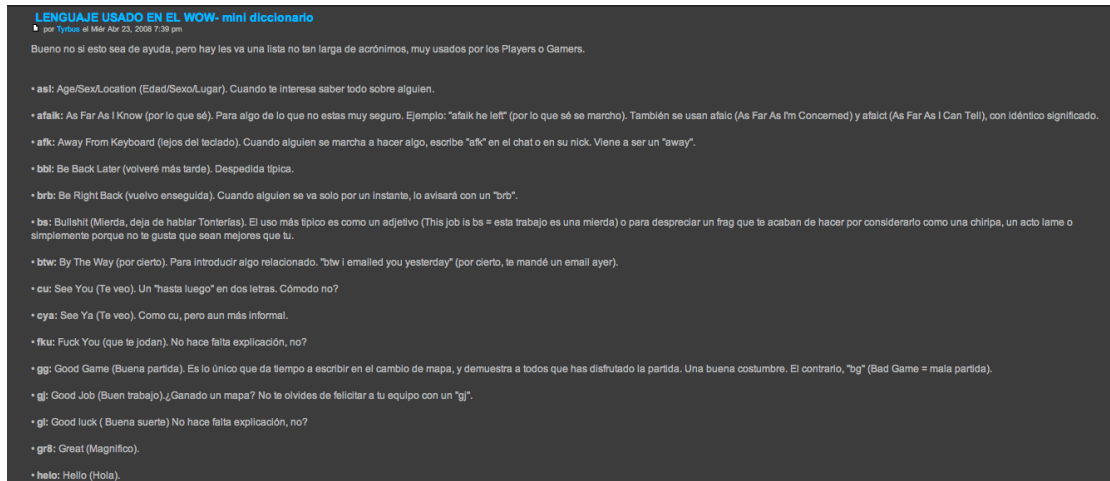 LENGUAJE USADO EN EL WOW- mini diccionario
por Tyrbus el Mié Abr 23, 2008 7:39 pm
Bueno no si esto sea de ayuda, pero hay les va una lista no tan larga de acrónimos, muy usados por los Players o Gamers.
• asl: Age/Sex/Location (Edad/Sexo/Lugar). Cuando te interesa saber todo sobre alguien.
• afaik: As Far As I Know (por lo que sé). Para algo de lo que no estas muy seguro. Ejemplo: "afaik he left" (por lo que sé se marcho). También se usan afaic (As Far As I'm Concerned) y afaict (As Far As I Can Tell), con idéntico significado.
• afk: Away From Keyboard (lejos del teclado). Cuando alguien se marcha a hacer algo, escribe "afk" en el chat o en su nick. Viene a ser un "away".
• bbl: Be Back Later (volveré más tarde). Despedida típica.
• brb: Be Right Back (vuelvo enseguida). Cuando alguien se va solo por un instante, lo avisará con un "brb".
• bs: Bullshit (Mierda, deja de hablar Tonterías). El uso más tipico es como un adjetivo (This job is bs = esta trabajo es una mierda) o para despreciar un frag que te acaban de hacer por considerarlo como una chiripa, un acto lame o
simplemente porque no te gusta que sean mejores que tu.
• btw: By The Way (por cierto). Para introducir algo relacionado. "btw i emailed you yesterday" (por cierto, te mandé un email ayer).
• cu: See You (Te veo). Un "hasta luego" en dos letras. Cómodo no?
• cya: See Ya (Te veo). Como cu, pero aun más informal.
• fku: Fuck You (que te jodan). No hace falta explicación, no?
• gg: Good Game (Buena partida). Es lo único que da tiempo a escribir en el cambio de mapa, y demuestra a todos que has disfrutado la partida. Una buena costumbre. El contrario, "bg" (Bad Game = mala partida).
• gj: Good Job (Buen trabajo).¿Ganado un mapa? No te olvides de felicitar a tu equipo con un "gj".
• gl: Good luck ( Buena suerte) No hace falta explicación, no?
• gr8: Great (Magnifico).
• helo: Hello (Hola).